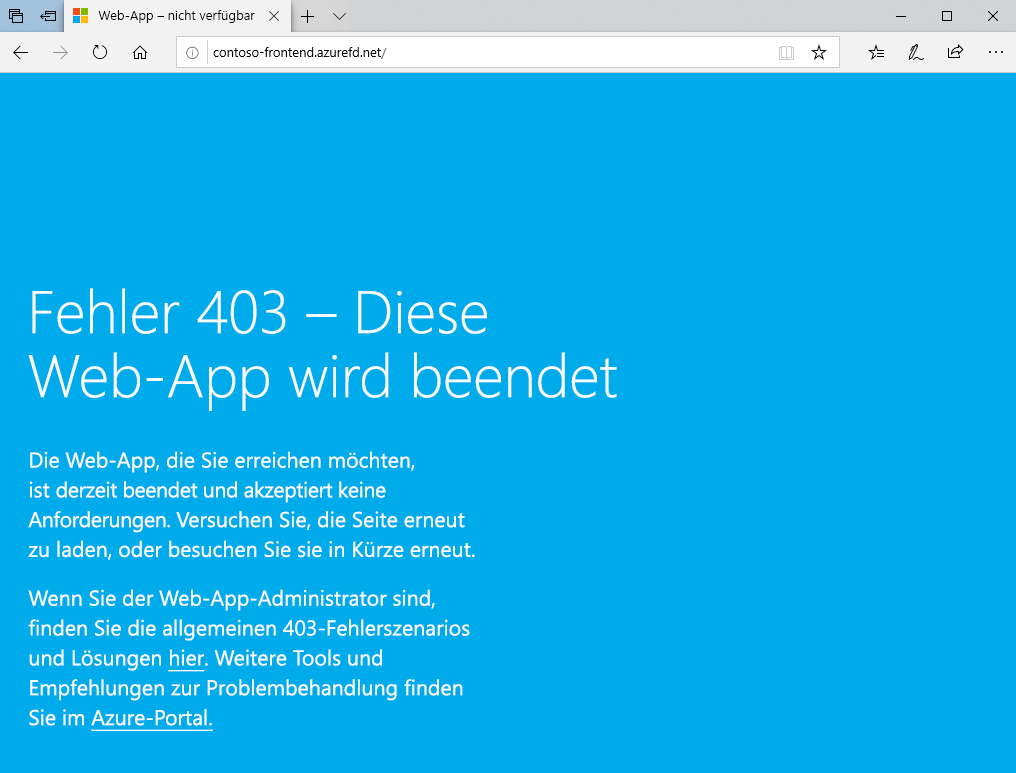 Web-App – nicht verfügbar
contoso-frontend.azurefd.net/
Fehler 403 – Diese
Web-App wird beendet
Die Web-App, die Sie erreichen möchten,
ist derzeit beendet und akzeptiert keine
Anforderungen. Versuchen Sie, die Seite erneut
zu laden, oder besuchen Sie sie in Kürze erneut.
Wenn Sie der Web-App-Administrator sind,
finden Sie die allgemeinen 403-Fehlerszenarios
und Lösungen hier. Weitere Tools und
Empfehlungen zur Problembehandlung finden
Sie im Azure-Portal.